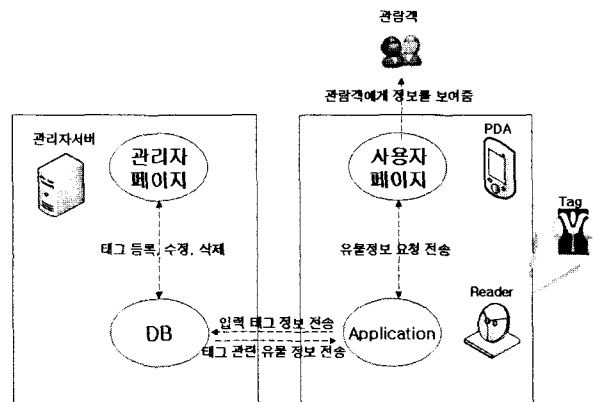 관람객
관람객에게 정보를 보여줌
관리자서버
관리자
페이지
사용자
페이지
PDA
Tag
태그 등록, 수정, 삭제
유물정보 요청 전송
Reader
DB
입력 태그 정보 전송
태그 관련 유물 정보 전송
Application